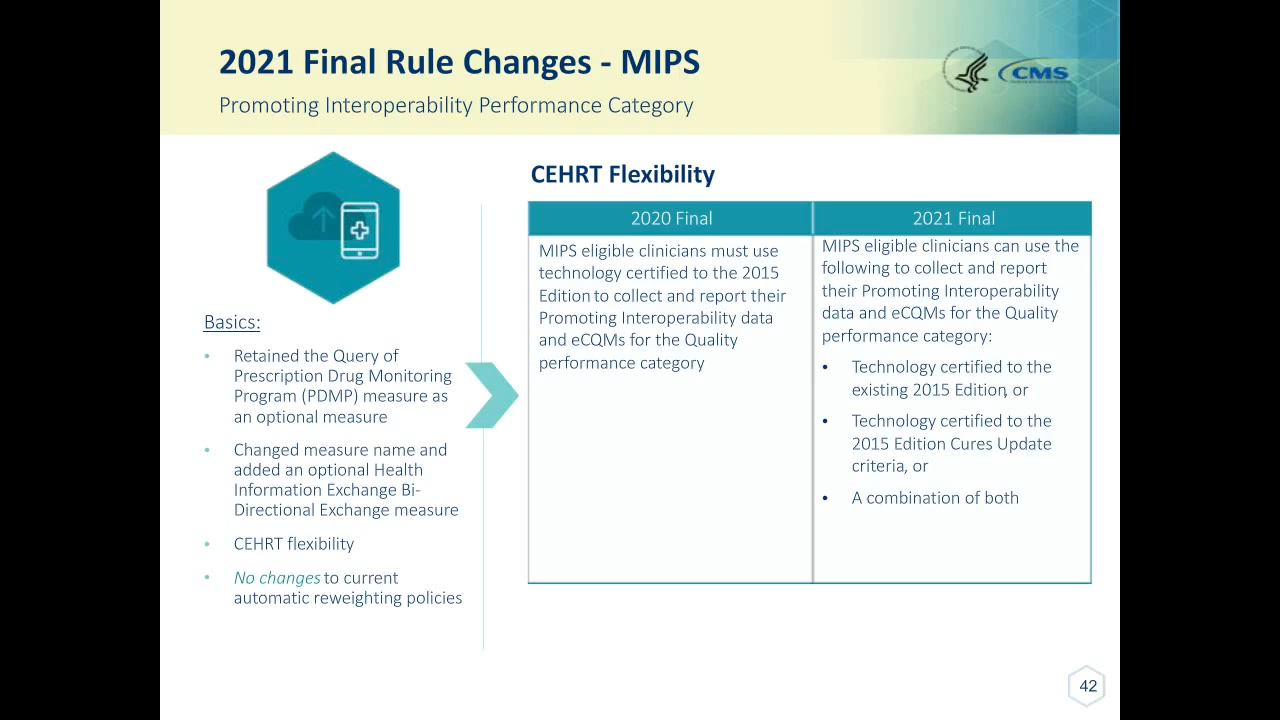 2021 Final Rule Changes - MIPS
Promoting Interoperability Performance Category
CMS
Basics:
• Retained the Query of
Prescription Drug Monitoring
Program (PDMP) measure as
an optional measure
• Changed measure name and
added an optional Health
Information Exchange Bi-
Directional Exchange measure
• CEHRT flexibility
• No changes to current
automatic reweighting policies
CEHRT Flexibility
2020 Final
MIPS eligible clinicians must use
technology certified to the 2015
Edition to collect and report their
Promoting Interoperability data
and eCQMs for the Quality
performance category
2021 Final
MIPS eligible clinicians can use the
following to collect and report
their Promoting Interoperability
data and eCQMs for the Quality
performance category:
• Technology certified to the
existing 2015 Edition, or
• Technology certified to the
2015 Edition Cures Update
criteria, or
• A combination of both
42